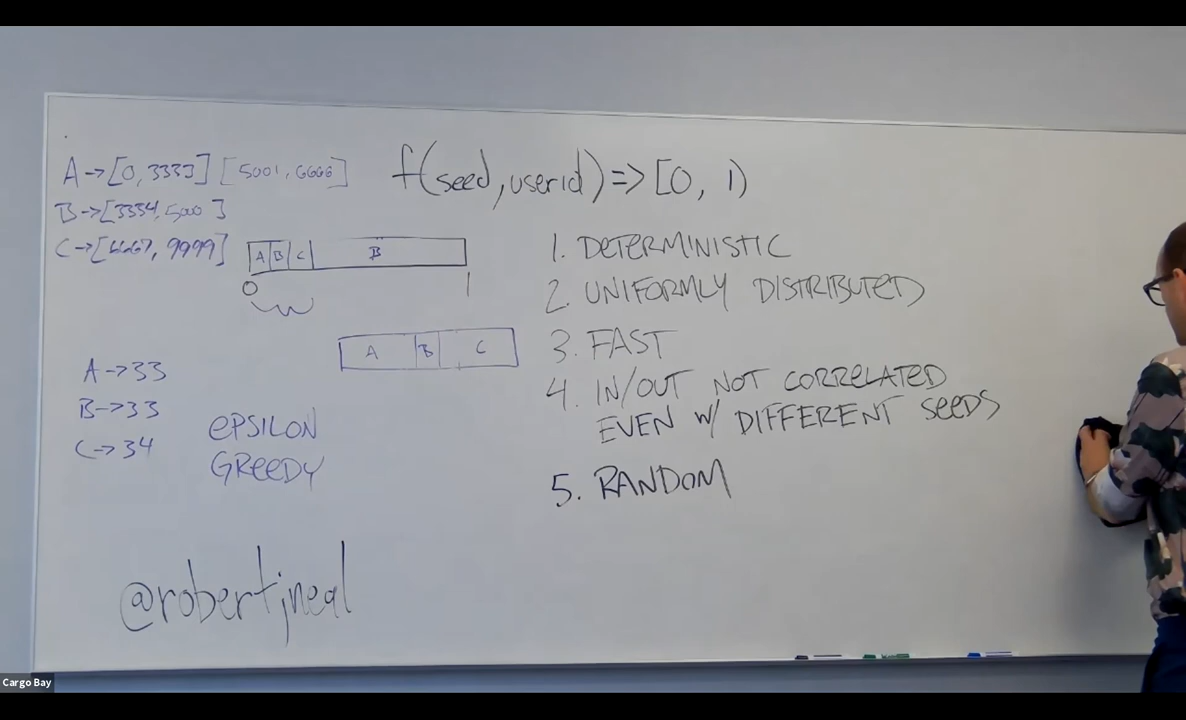 A->[0,3333] [5001,6666]
B->[3334,5000]
C->[6667,9999]
f(seed,userid)=>[0, 1)
A B C B
0 1
A B C
A->33
B->33
C->34
EPSILON
GREEDY
@robertjneal
1. DETERMINISTIC
2. UNIFORMLY DISTRIBUTED
3. FAST
4. IN/OUT NOT CORRELATED
EVEN W/ DIFFERENT SEEDS
5. RANDOM
Cargo Bay